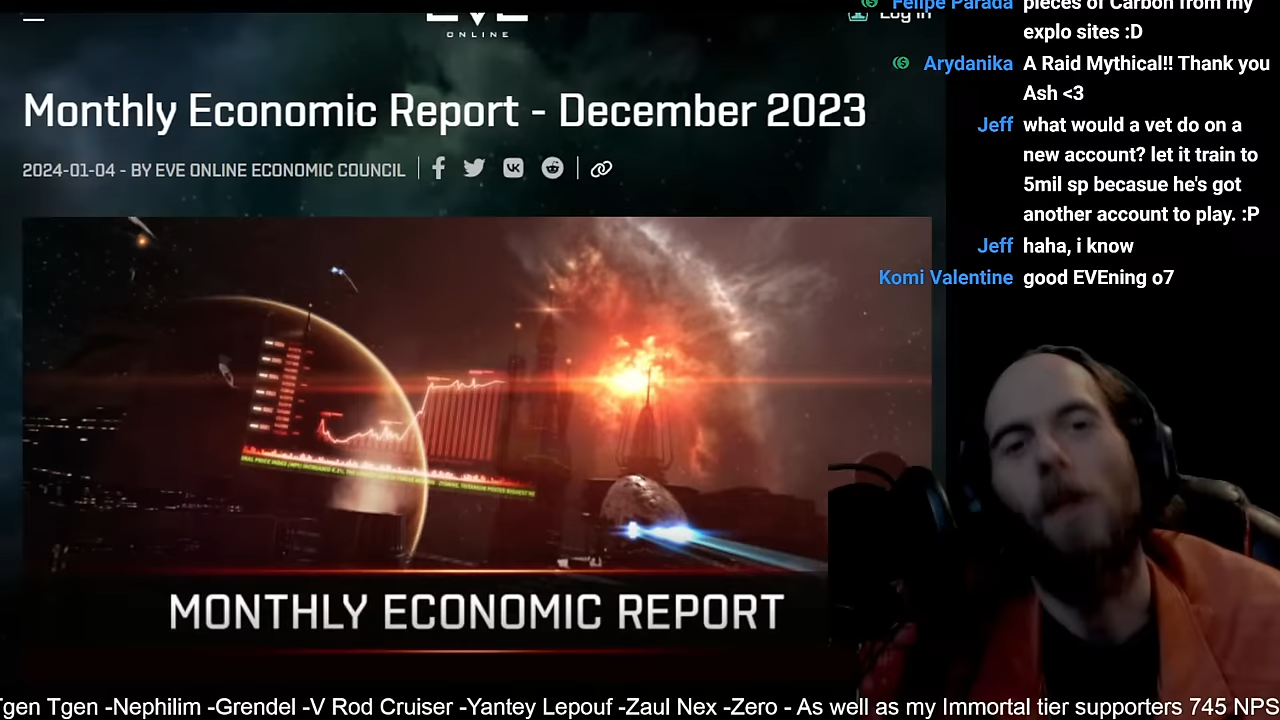 EVE
ONLINE
Log in
Monthly Economic Report - December 2023
2024-01-04 - BY EVE ONLINE ECONOMIC COUNCIL
MONTHLY ECONOMIC REPORT
Felipe Parada pieces of Carbon from my
explo sites :D
Arydanika A Raid Mythical!! Thank you
Ash <3
Jeff what would a vet do on a
new account? let it train to
5mil sp becasue he's got
another account to play. :P
Jeff haha, i know
Komi Valentine good EVEning o7
Tgen Tgen -Nephilim -Grendel -V Rod Cruiser -Yantey Lepouf -Zaul Nex -Zero - As well as my Immortal tier supporters 745 NPS